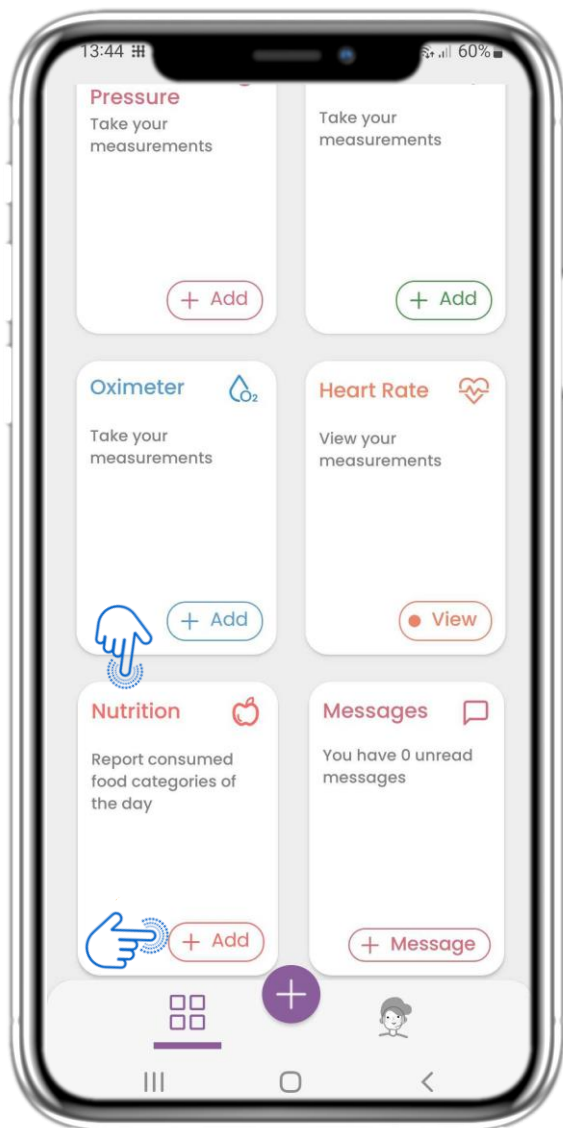 13:44
60%
Pressure
Take your
measurements
+ Add
Take your
measurements
+ Add
Oximeter
O2
Take your
measurements
+ Add
Heart Rate
View your
measurements
View
Nutrition
Report consumed
food categories of
the day
+ Add
Messages
You have 0 unread
messages
+ Message